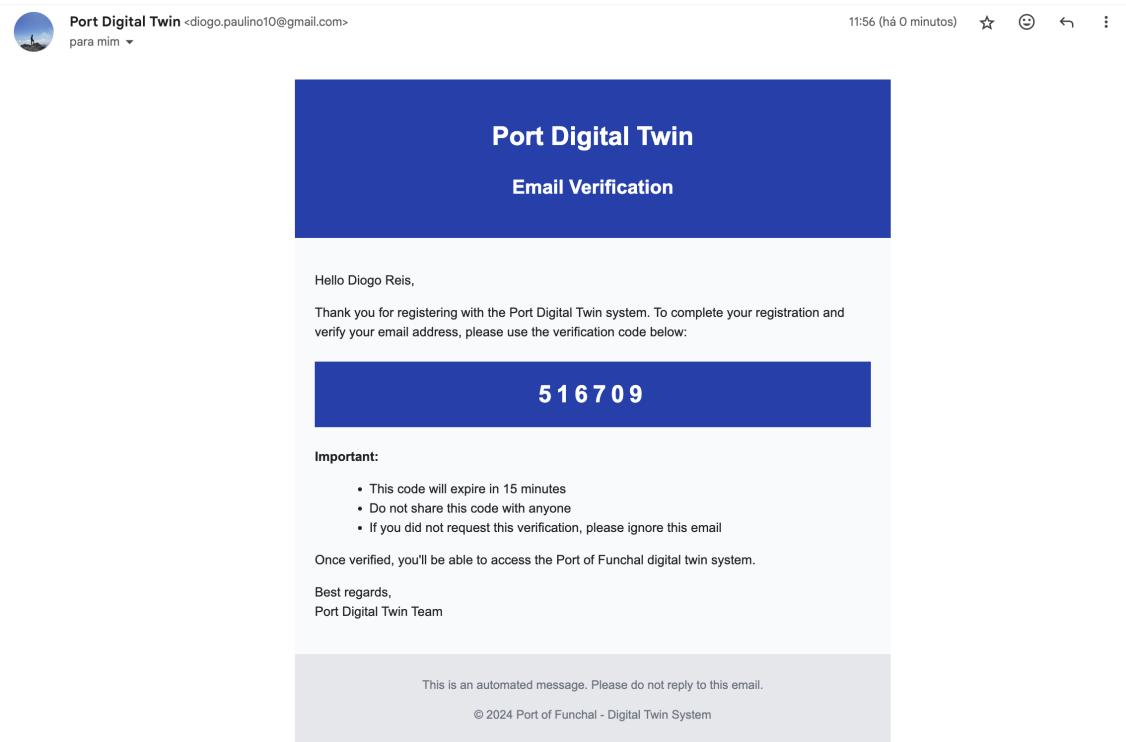 Port Digital Twin <diogo.paulino10@gmail.com>
11:56 (há 0 minutos)
para mim
Port Digital Twin
Email Verification
Hello Diogo Reis,
Thank you for registering with the Port Digital Twin system. To complete your registration and
verify your email address, please use the verification code below:
516709
Important:
• This code will expire in 15 minutes
• Do not share this code with anyone
• If you did not request this verification, please ignore this email
Once verified, you'll be able to access the Port of Funchal digital twin system.
Best regards,
Port Digital Twin Team
This is an automated message. Please do not reply to this email.
© 2024 Port of Funchal - Digital Twin System